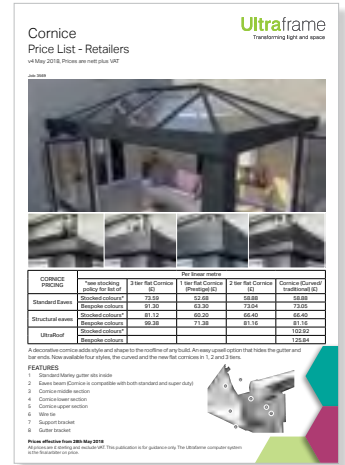 Cornice
Price List - Retailers
v4 May 2018, Prices are nett plus VAT
Ultraframe
Transforming light and space
CORNICE PRICING
Per linear metre
*see stocking policy for list of
3 tier flat Cornice (£)
1 tier flat Cornice (Prestige) (£)
2 tier flat Cornice (£)
Cornice (Curved/ traditional) (£)
Standard Eaves
Stocked colours* 73.59 52.68 58.88 58.88
Bespoke colours 91.30 63.30 73.04 73.05
Structural eaves
Stocked colours* 81.12 60.20 66.40 66.40
Bespoke colours 99.38 71.38 81.16 81.16
UltraRoof
Stocked colours* 102.92
Bespoke colours 125.84
A decorative cornice adds style and shape to the roofline of any build. An easy upsell option that hides the gutter and
bar ends. Now available four styles, the curved and the new flat cornices in 1, 2 and 3 tiers.
FEATURES
1 Standard Marley gutter sits inside
2 Eaves beam (Cornice is compatible with both standard and super duty)
3 Cornice middle section
4 Cornice lower section
5 Cornice upper section
6 Wire tie
7 Support bracket
8 Gutter bracket
Prices effective from 28th May 2018
All prices are in sterling and exclude VAT. This publication is for guidance only. The Ultraframe computer system
is the final arbiter on price.